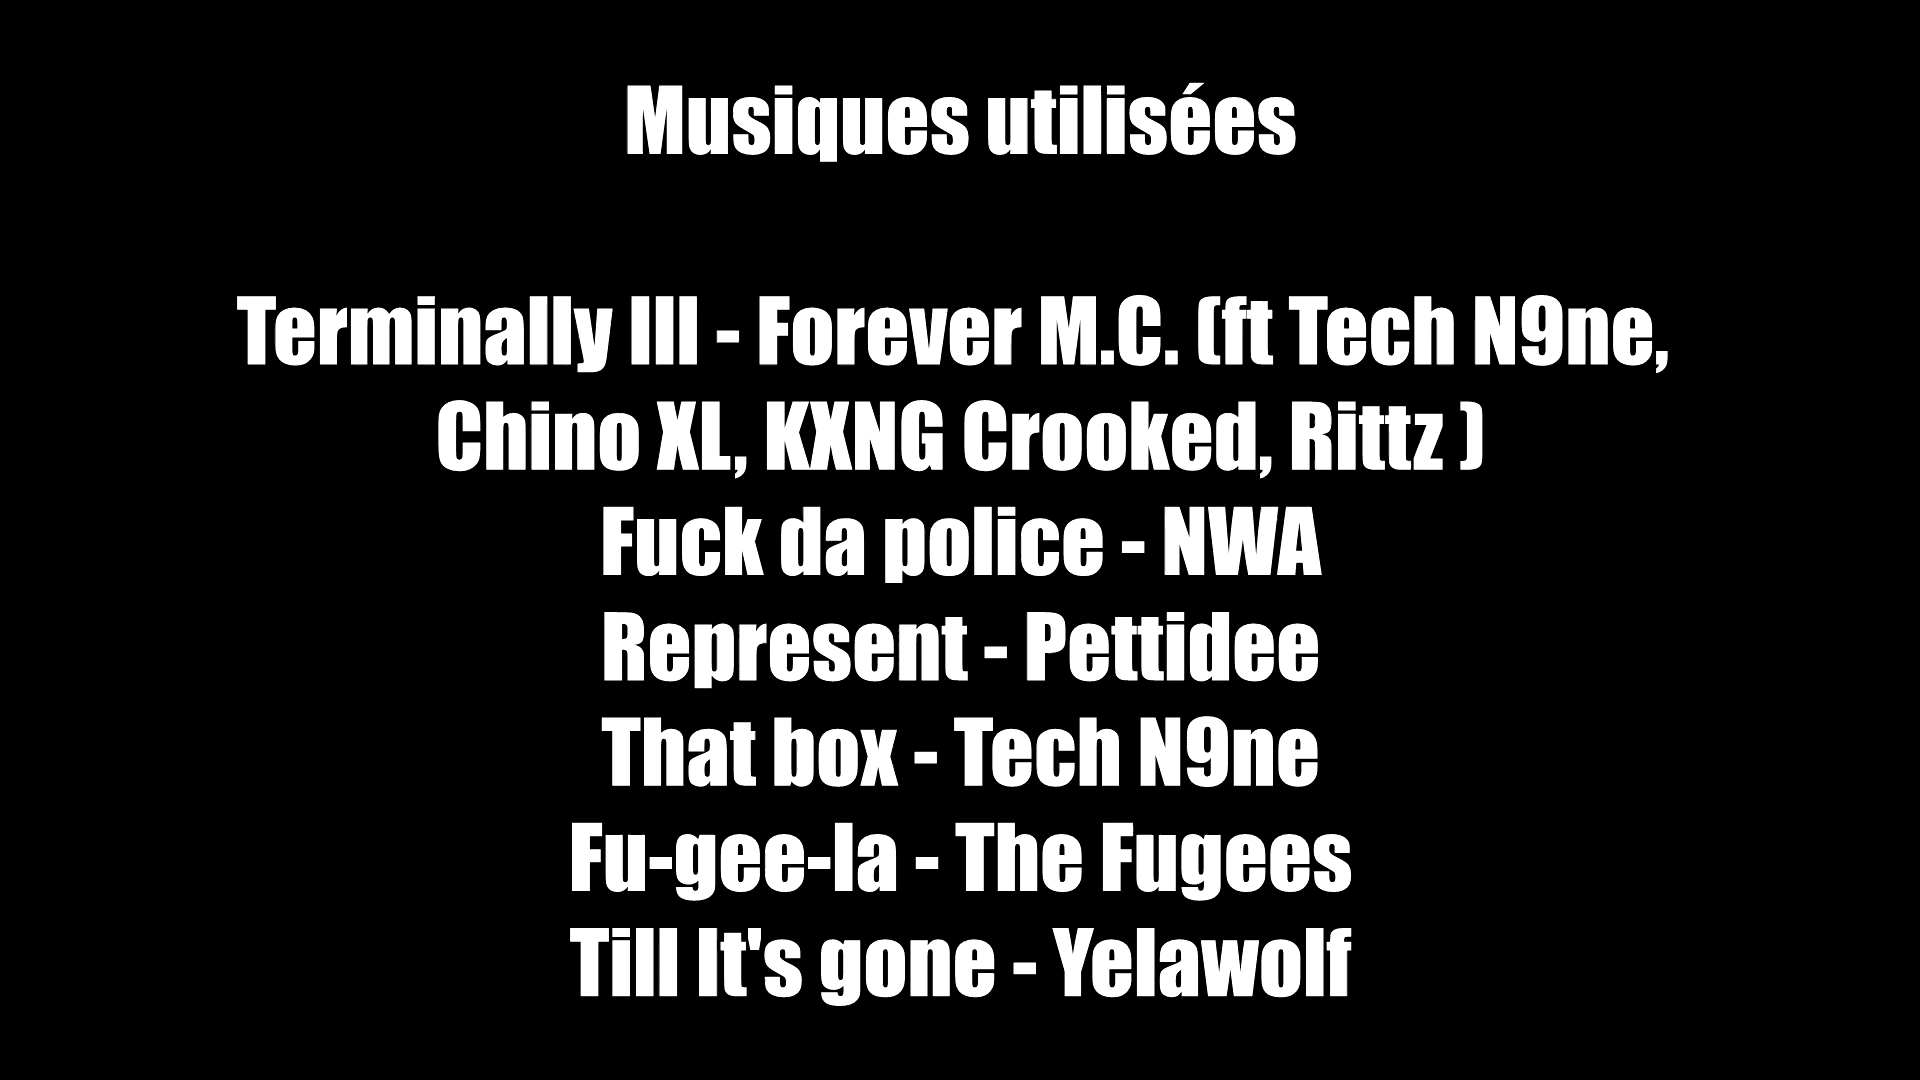 Musiques utilisées
Terminally Ill - Forever M.C. (ft Tech N9ne,
Chino XL, KXNG Crooked, Rittz )
Fuck da police - NWA
Represent - Pettidee
That box - Tech N9ne
Fu-gee-la - The Fugees
Till It's gone - Yelawolf